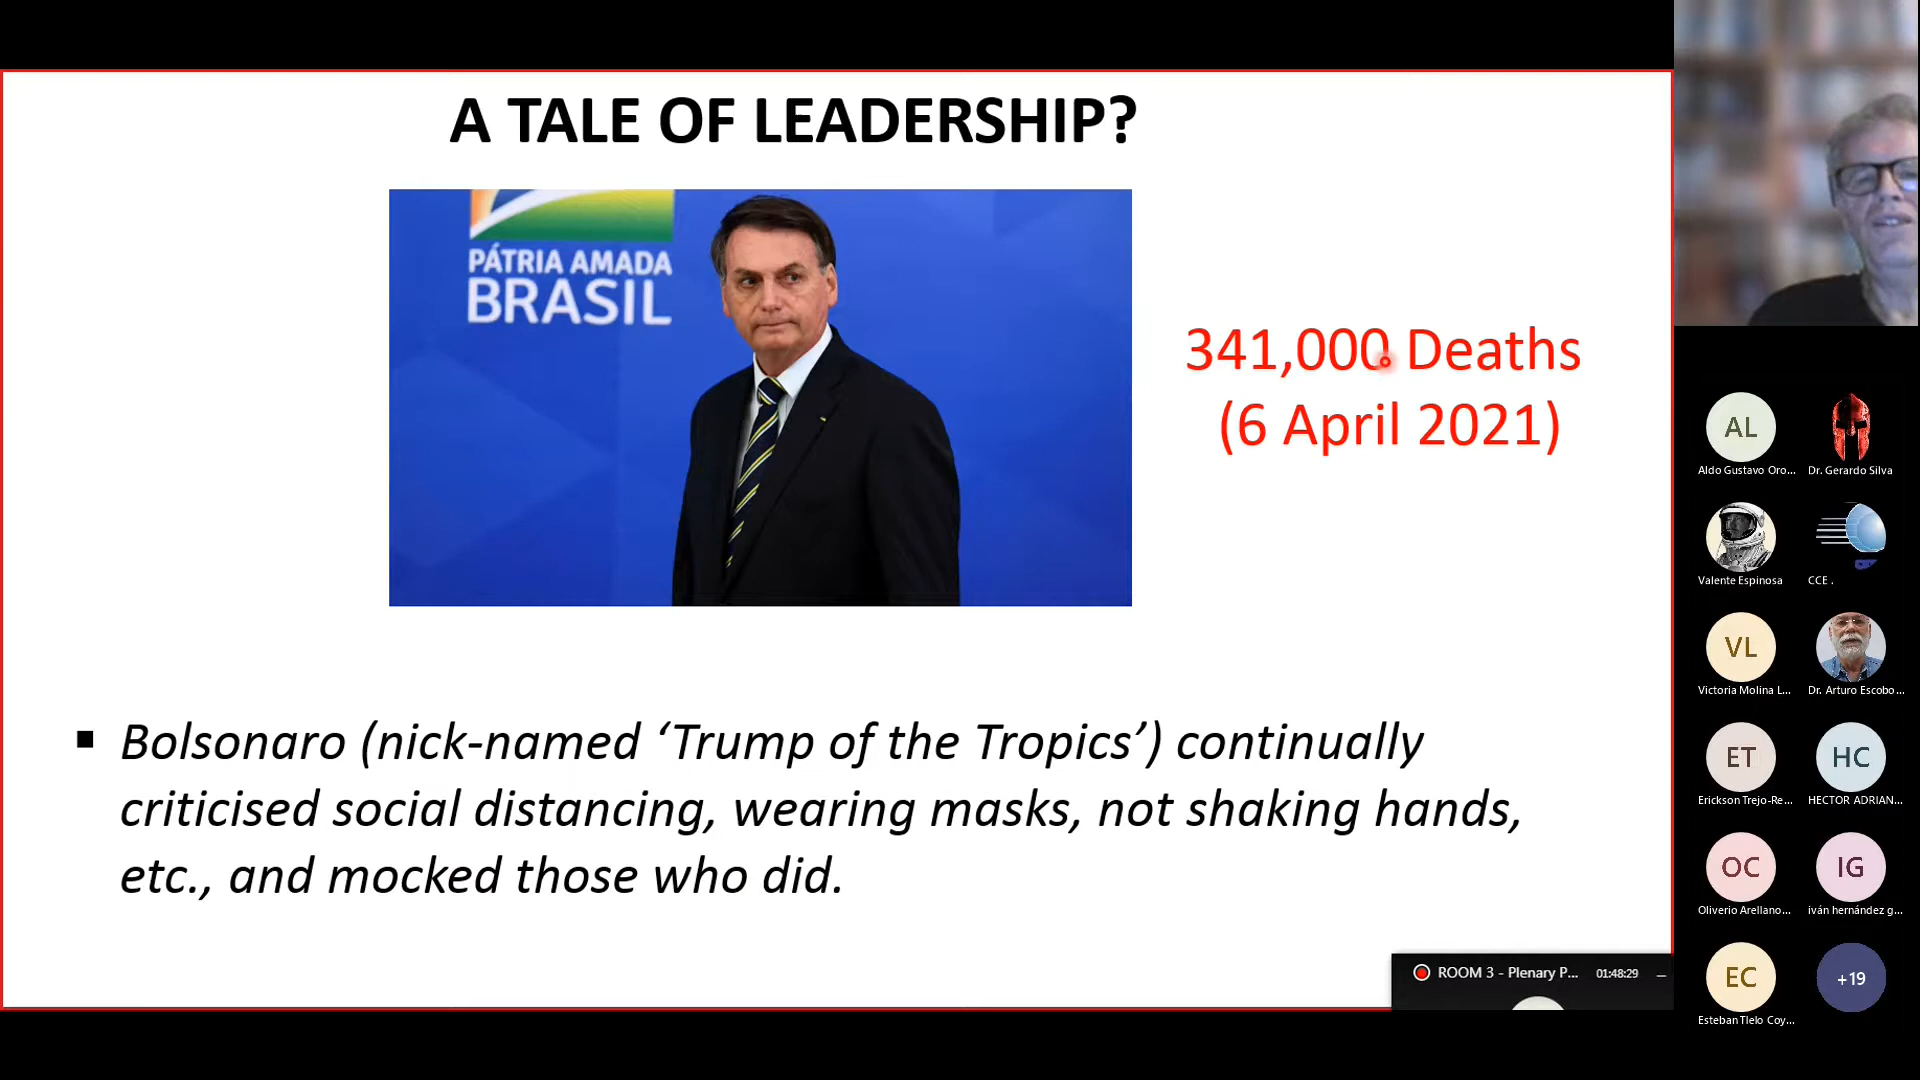 A TALE OF LEADERSHIP?
PÁTRIA AMADA
BRASIL
341,000 Deaths
(6 April 2021)
▪ Bolsonaro (nick-named ‘Trump of the Tropics’) continually
criticised social distancing, wearing masks, not shaking hands,
etc., and mocked those who did.
ROOM 3 - Plenary P... 01:48:29
AL
Aldo Gustavo Oro... Dr. Gerardo Silva
Valente Espinosa CCE .
VL
Victoria Molina L... Dr. Arturo Escobo...
ET HC
Erickson Trejo-Re... HECTOR ADRIAN...
OC IG
Oliverio Arellano... iván hernández g...
EC +19
Esteban Tlelo Coy...